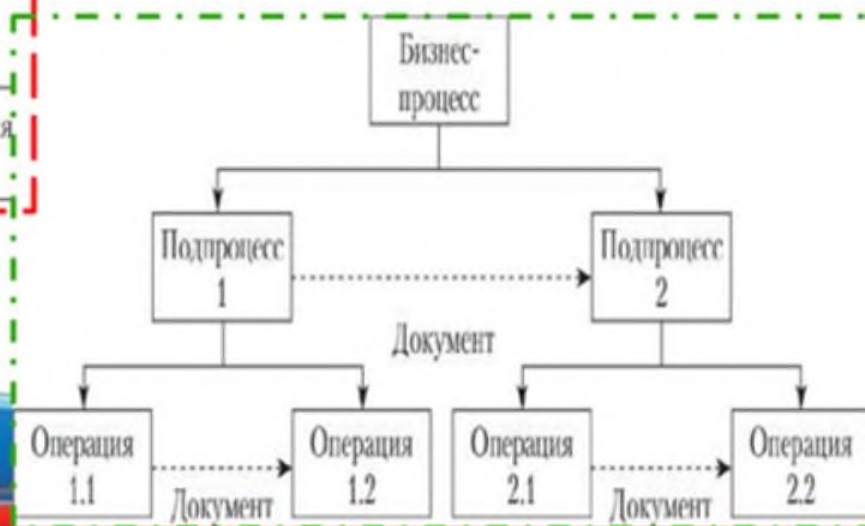 я
Бизнес-
процесс
Подпроцесс
1
Подпроцесс
2
Документ
Операция
1.1
Операция
1.2
Операция
2.1
Операция
2.2
Документ
Документ